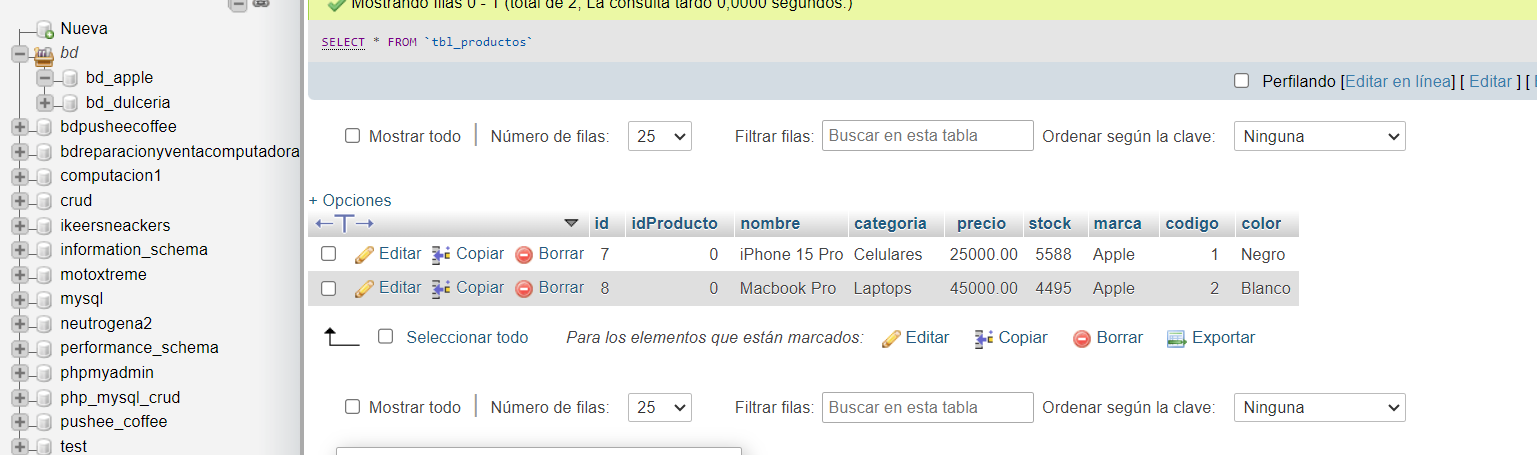 Mostrando filas 0 - 1 (total de 2, La consulta tardó 0,0000 segundos.)
SELECT * FROM `tbl_productos`
Perfilando [Editar en línea] [ Editar ] [
Mostrar todo Número de filas: 25 Filtrar filas: Buscar en esta tabla Ordenar según la clave: Ninguna
+ Opciones
id idProducto nombre categoria precio stock marca codigo color
Editar Copiar Borrar 7 0 iPhone 15 Pro Celulares 25000.00 5588 Apple 1 Negro
Editar Copiar Borrar 8 0 Macbook Pro Laptops 45000.00 4495 Apple 2 Blanco
Seleccionar todo Para los elementos que están marcados: Editar Copiar Borrar Exportar
Mostrar todo Número de filas: 25 Filtrar filas: Buscar en esta tabla Ordenar según la clave: Ninguna
Nueva
bd
bd_apple
bd_dulceria
bdpusheecoffee
bdreparacionyventacomputadora
computacion1
crud
ikeersneackers
information_schema
motoxtreme
mysql
neutrogena2
performance_schema
phpmyadmin
php_mysql_crud
pushee_coffee
test